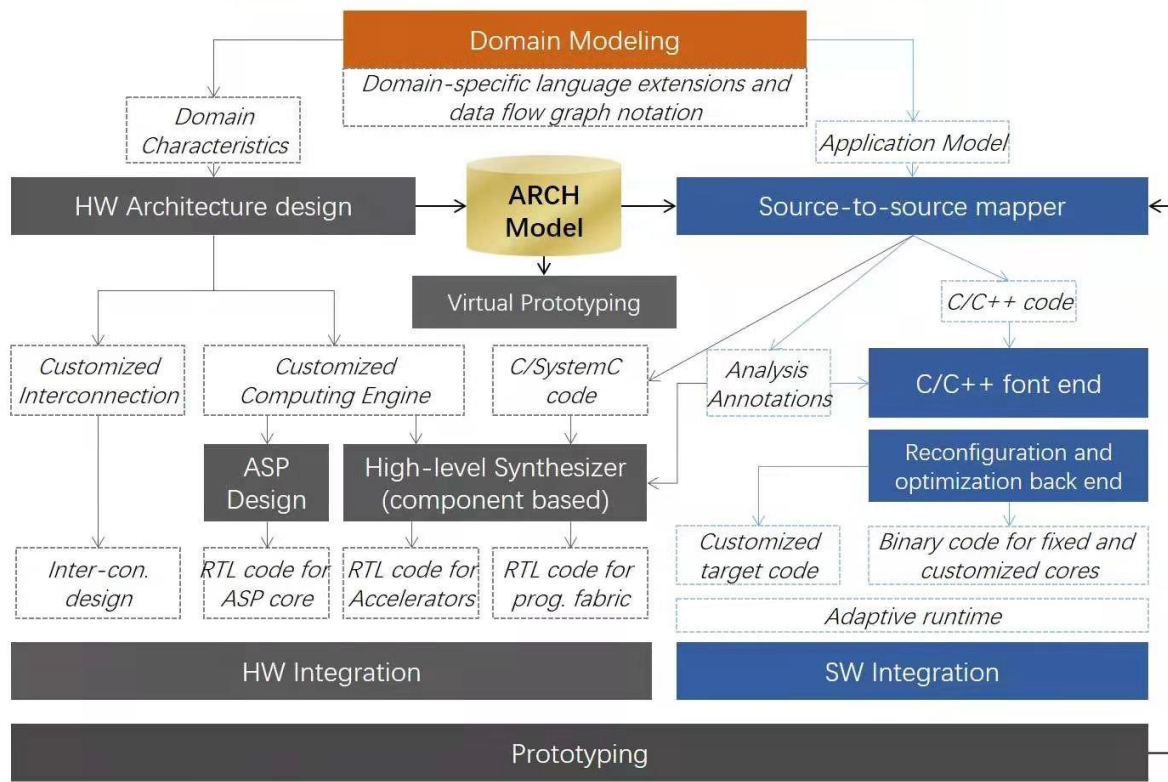 Domain Modeling
Domain-specific language extensions and
data flow graph notation
Domain
Characteristics
Application Model
HW Architecture design
ARCH
Model
Source-to-source mapper
Virtual Prototyping
C/C++ code
Customized
Interconnection
Customized
Computing Engine
C/SystemC
code
Analysis
Annotations
C/C++ font end
ASP
Design
High-level Synthesizer
(component based)
Reconfiguration and
optimization back end
Inter-con.
design
RTL code for
ASP core
RTL code for
Accelerators
RTL code for
prog. fabric
Customized
target code
Binary code for fixed and
customized cores
Adaptive runtime
HW Integration
SW Integration
Prototyping